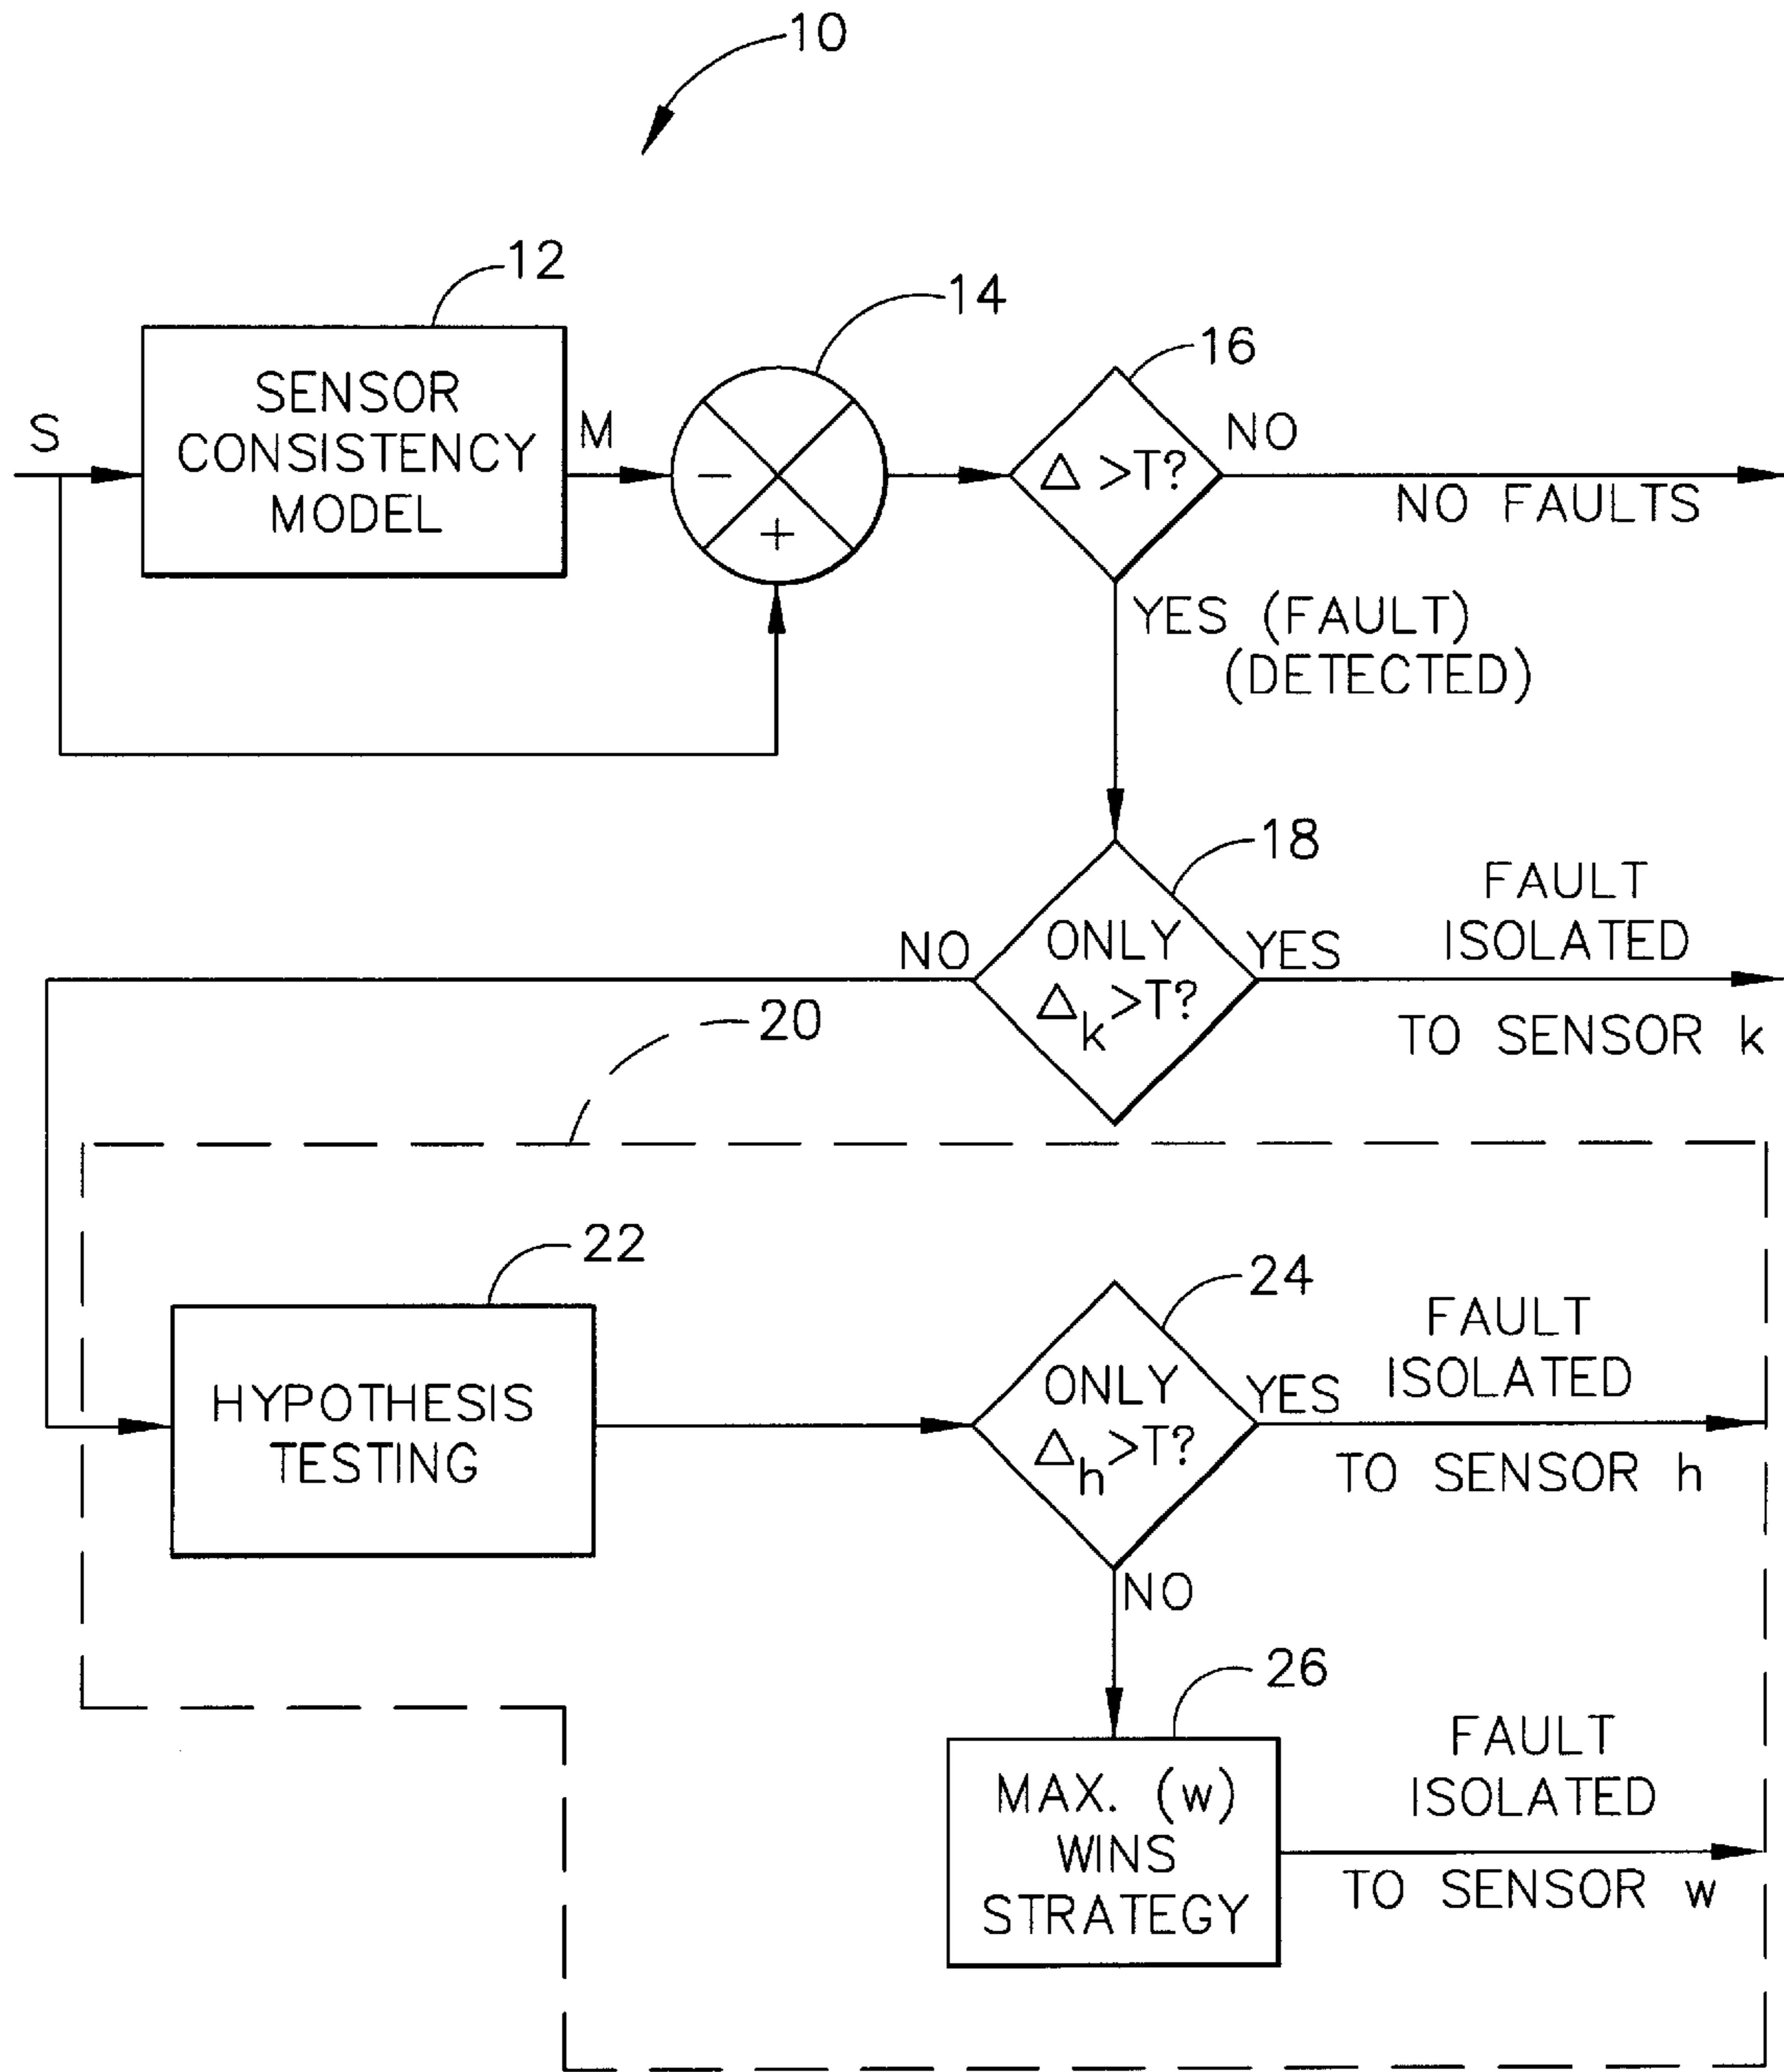 10
12
14
16
SENSOR
CONSISTENCY
MODEL
S
M
−
+
Δ >T?
NO
NO FAULTS
YES (FAULT)
(DETECTED)
18
ONLY
Δk>T?
NO
YES
FAULT
ISOLATED
TO SENSOR k
20
22
HYPOTHESIS
TESTING
24
ONLY
Δh>T?
YES
FAULT
ISOLATED
TO SENSOR h
NO
26
MAX. (w)
WINS
STRATEGY
FAULT
ISOLATED
TO SENSOR w